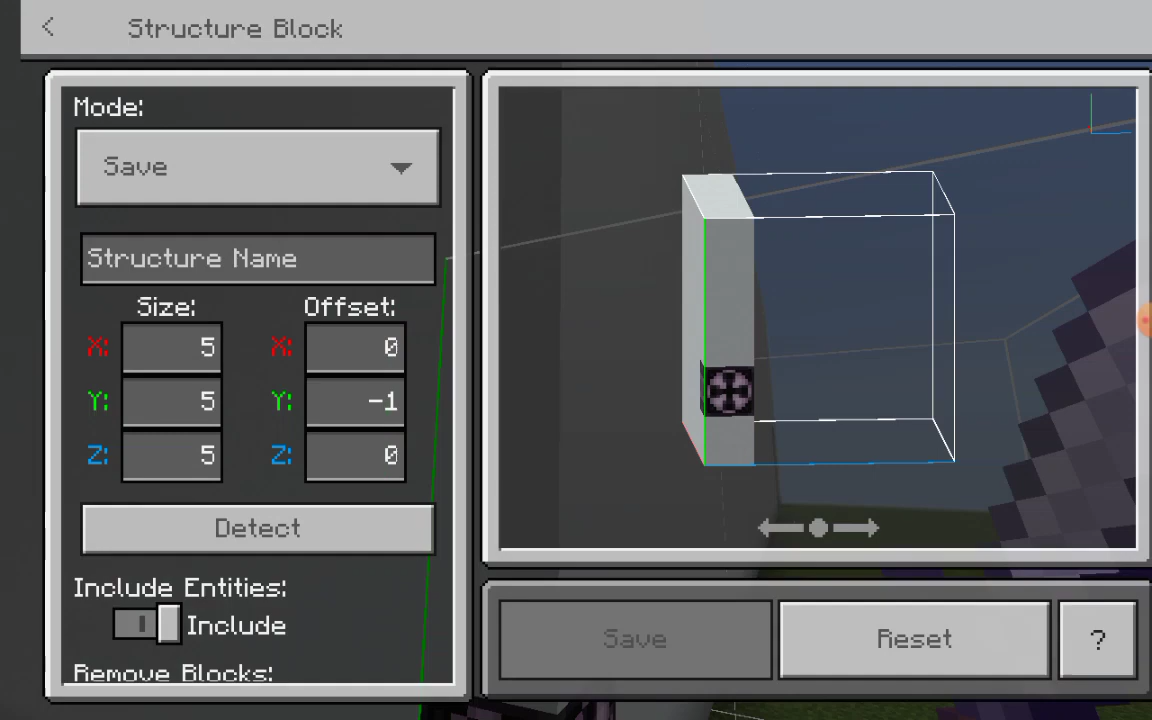 Structure Block
Mode:
Save
Structure Name
Size: Offset:
X: 5 X: 0
Y: 5 Y: -1
Z: 5 Z: 0
Detect
Include Entities:
Include
Remove Blocks:
Save Reset ?